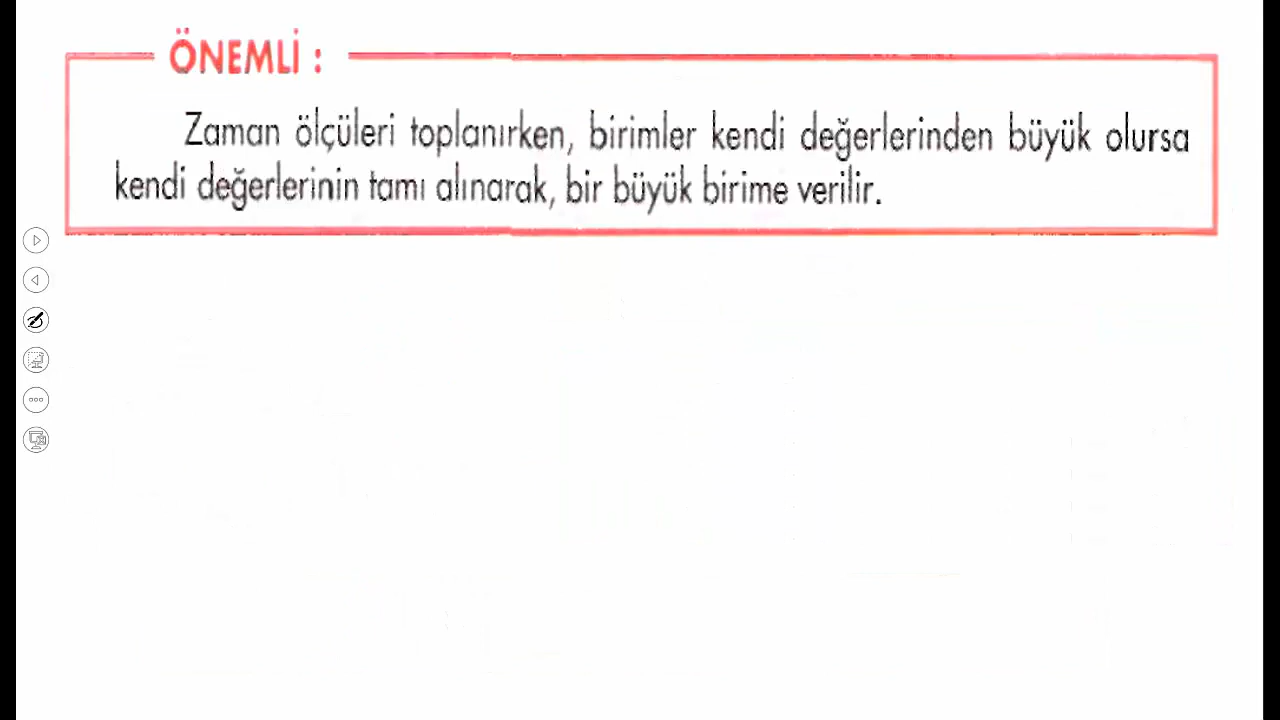 ÖNEMLİ :
Zaman ölçüleri toplanırken, birimler kendi değerlerinden büyük olursa
kendi değerlerinin tamı alınarak, bir büyük birime verilir.